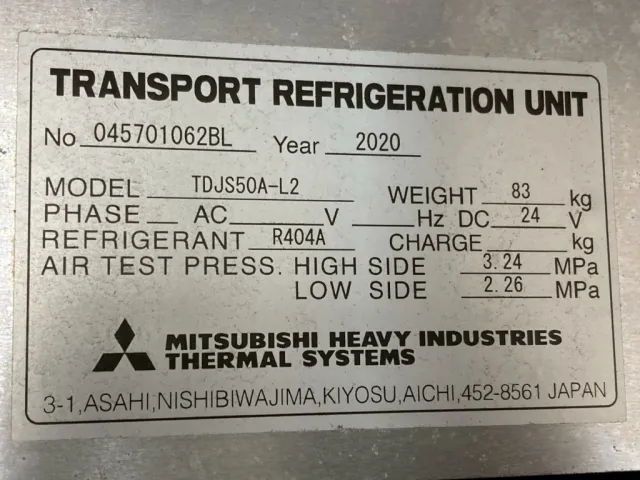 TRANSPORT REFRIGERATION UNIT
No 045701062BL Year 2020
MODEL TDJS50A-L2 WEIGHT 83 kg
PHASE AC V Hz DC 24 V
REFRIGERANT R404A CHARGE kg
AIR TEST PRESS. HIGH SIDE 3.24 MPa
LOW SIDE 2.26 MPa
MITSUBISHI HEAVY INDUSTRIES
THERMAL SYSTEMS
3-1,ASAHI,NISHIBIWAJIMA,KIYOSU,AICHI,452-8561 JAPAN